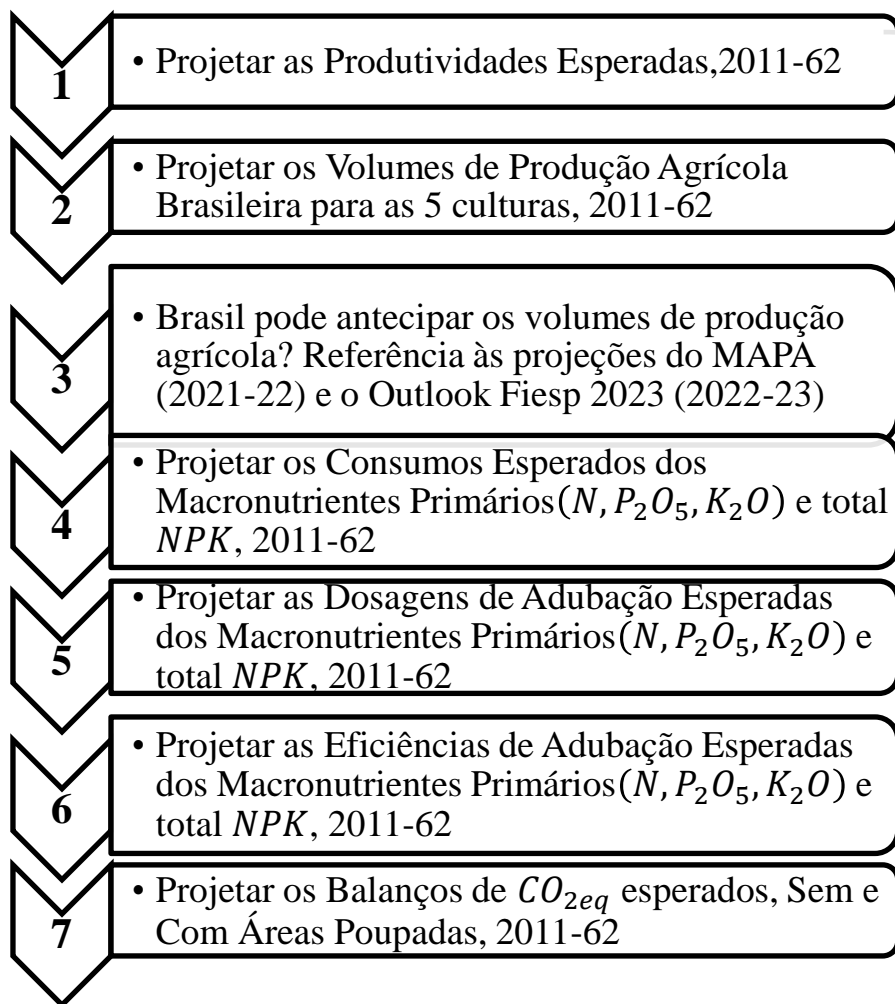 1
• Projetar as Produtividades Esperadas,2011-62
2
• Projetar os Volumes de Produção Agrícola
Brasileira para as 5 culturas, 2011-62
3
• Brasil pode antecipar os volumes de produção
agrícola? Referência às projeções do MAPA
(2021-22) e o Outlook Fiesp 2023 (2022-23)
4
• Projetar os Consumos Esperados dos
Macronutrientes Primários(N, P₂O₅, K₂O) e total
NPK, 2011-62
5
• Projetar as Dosagens de Adubação Esperadas
dos Macronutrientes Primários(N, P₂O₅, K₂O) e
total NPK, 2011-62
6
• Projetar as Eficiências de Adubação Esperadas
dos Macronutrientes Primários(N, P₂O₅, K₂O) e
total NPK, 2011-62
7
• Projetar os Balanços de CO₂eq esperados, Sem e
Com Áreas Poupadas, 2011-62